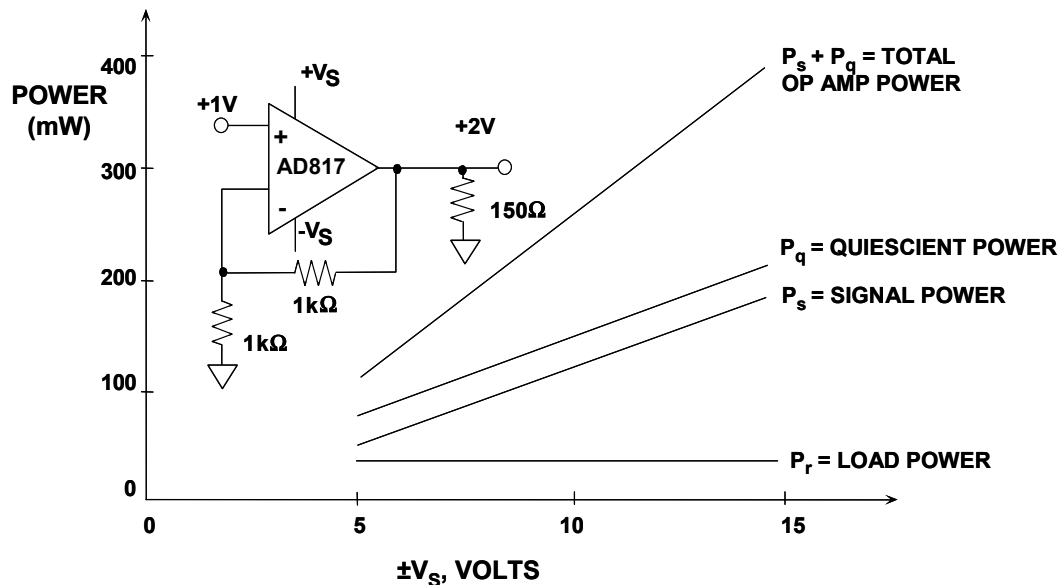 400
POWER
(mW)
300
200
100
0
0
5
10
15
±VS, VOLTS
+1V
+VS
+
AD817
-
-VS
+2V
150Ω
1kΩ
1kΩ
Ps + Pq = TOTAL
OP AMP POWER
Pq = QUIESCIENT POWER
Ps = SIGNAL POWER
Pr = LOAD POWER